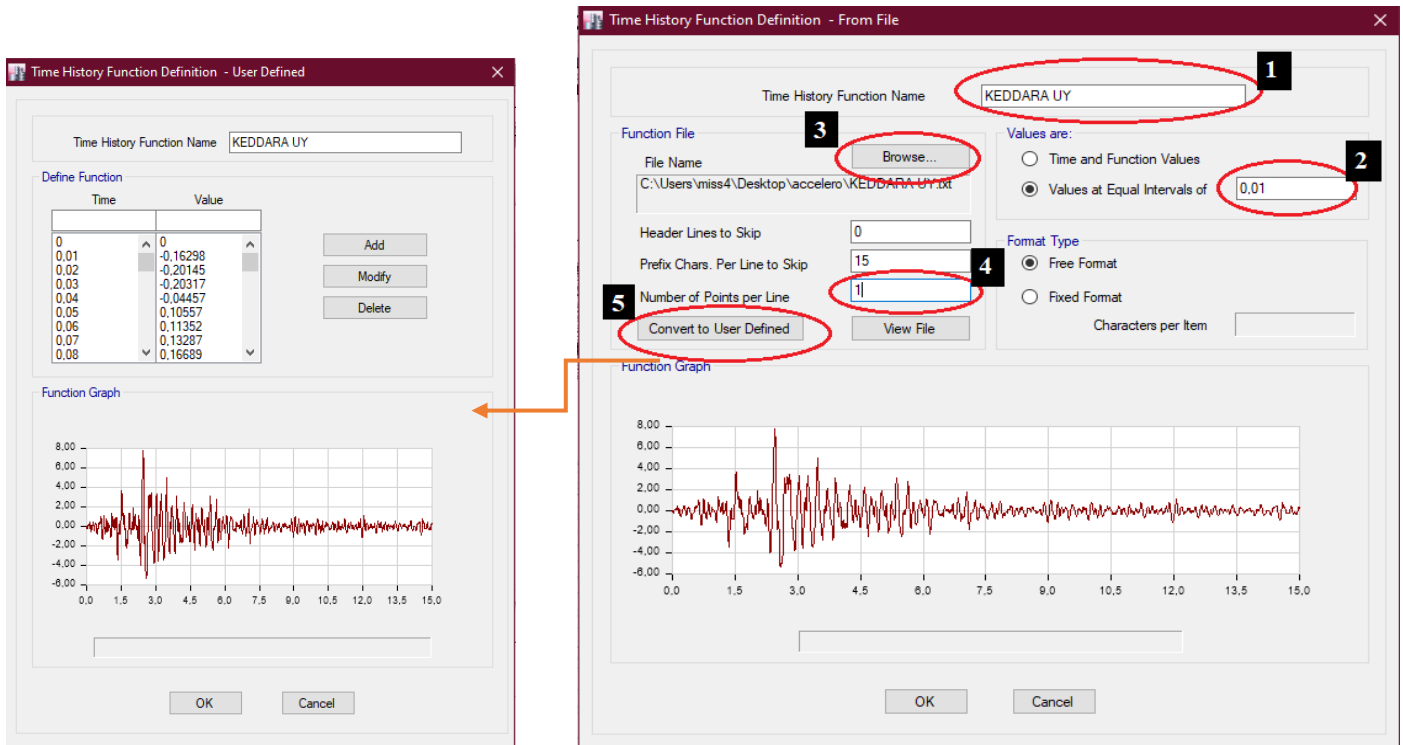 Time History Function Definition - User Defined
Time History Function Name KEDDARA UY
Define Function
Time Value
0 0
0,01 -0,16298
0,02 -0,20145
0,03 -0,20317
0,04 -0,04457
0,05 0,10557
0,06 0,11352
0,07 0,13287
0,08 0,16689
Add
Modify
Delete
Function Graph
8,00
6,00
4,00
2,00
0,00
-2,00
-4,00
-6,00
0,0 1,5 3,0 4,5 6,0 7,5 9,0 10,5 12,0 13,5 15,0
OK Cancel
Time History Function Definition - From File
1
Time History Function Name KEDDARA UY
Function File
3
File Name Browse...
C:\Users\miss4\Desktop\accelero\KEDDARA UY.txt
Header Lines to Skip 0
Prefix Chars. Per Line to Skip 15
4
Number of Points per Line 1
5
Convert to User Defined View File
Values are:
Time and Function Values
2
Values at Equal Intervals of 0,01
Format Type
Free Format
Fixed Format
Characters per Item
Function Graph
8,00
6,00
4,00
2,00
0,00
-2,00
-4,00
-6,00
0,0 1,5 3,0 4,5 6,0 7,5 9,0 10,5 12,0 13,5 15,0
OK Cancel